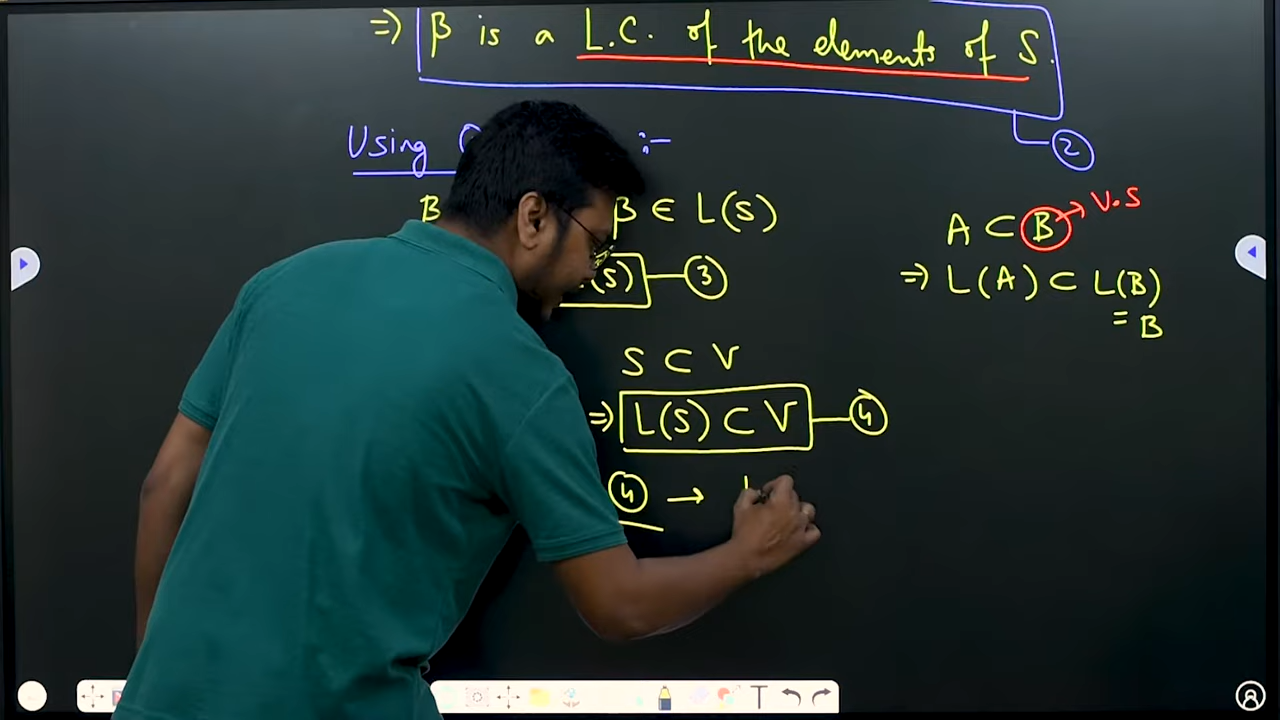 ⇒) β is a L.C. of the elements of S.
②
Using
β ∈ L(S)
(S) — ③
S ⊂ V
⇒) L(S) ⊂ V — ④
④ →
A ⊂ B → V.S
⇒) L(A) ⊂ L(B)
= B
T